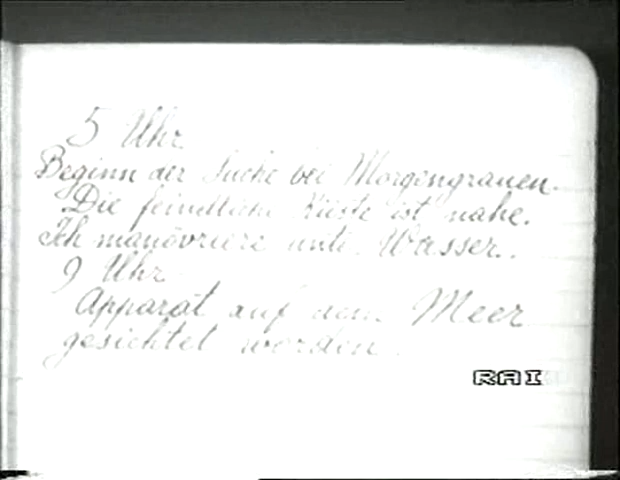 5 Uhr
Beginn der Suche bei Morgengrauen.
Die feindliche Küste ist nahe.
Ich manövriere unter Wasser.
9 Uhr
Apparat auf dem Meer
gesichtet worden.
RAI